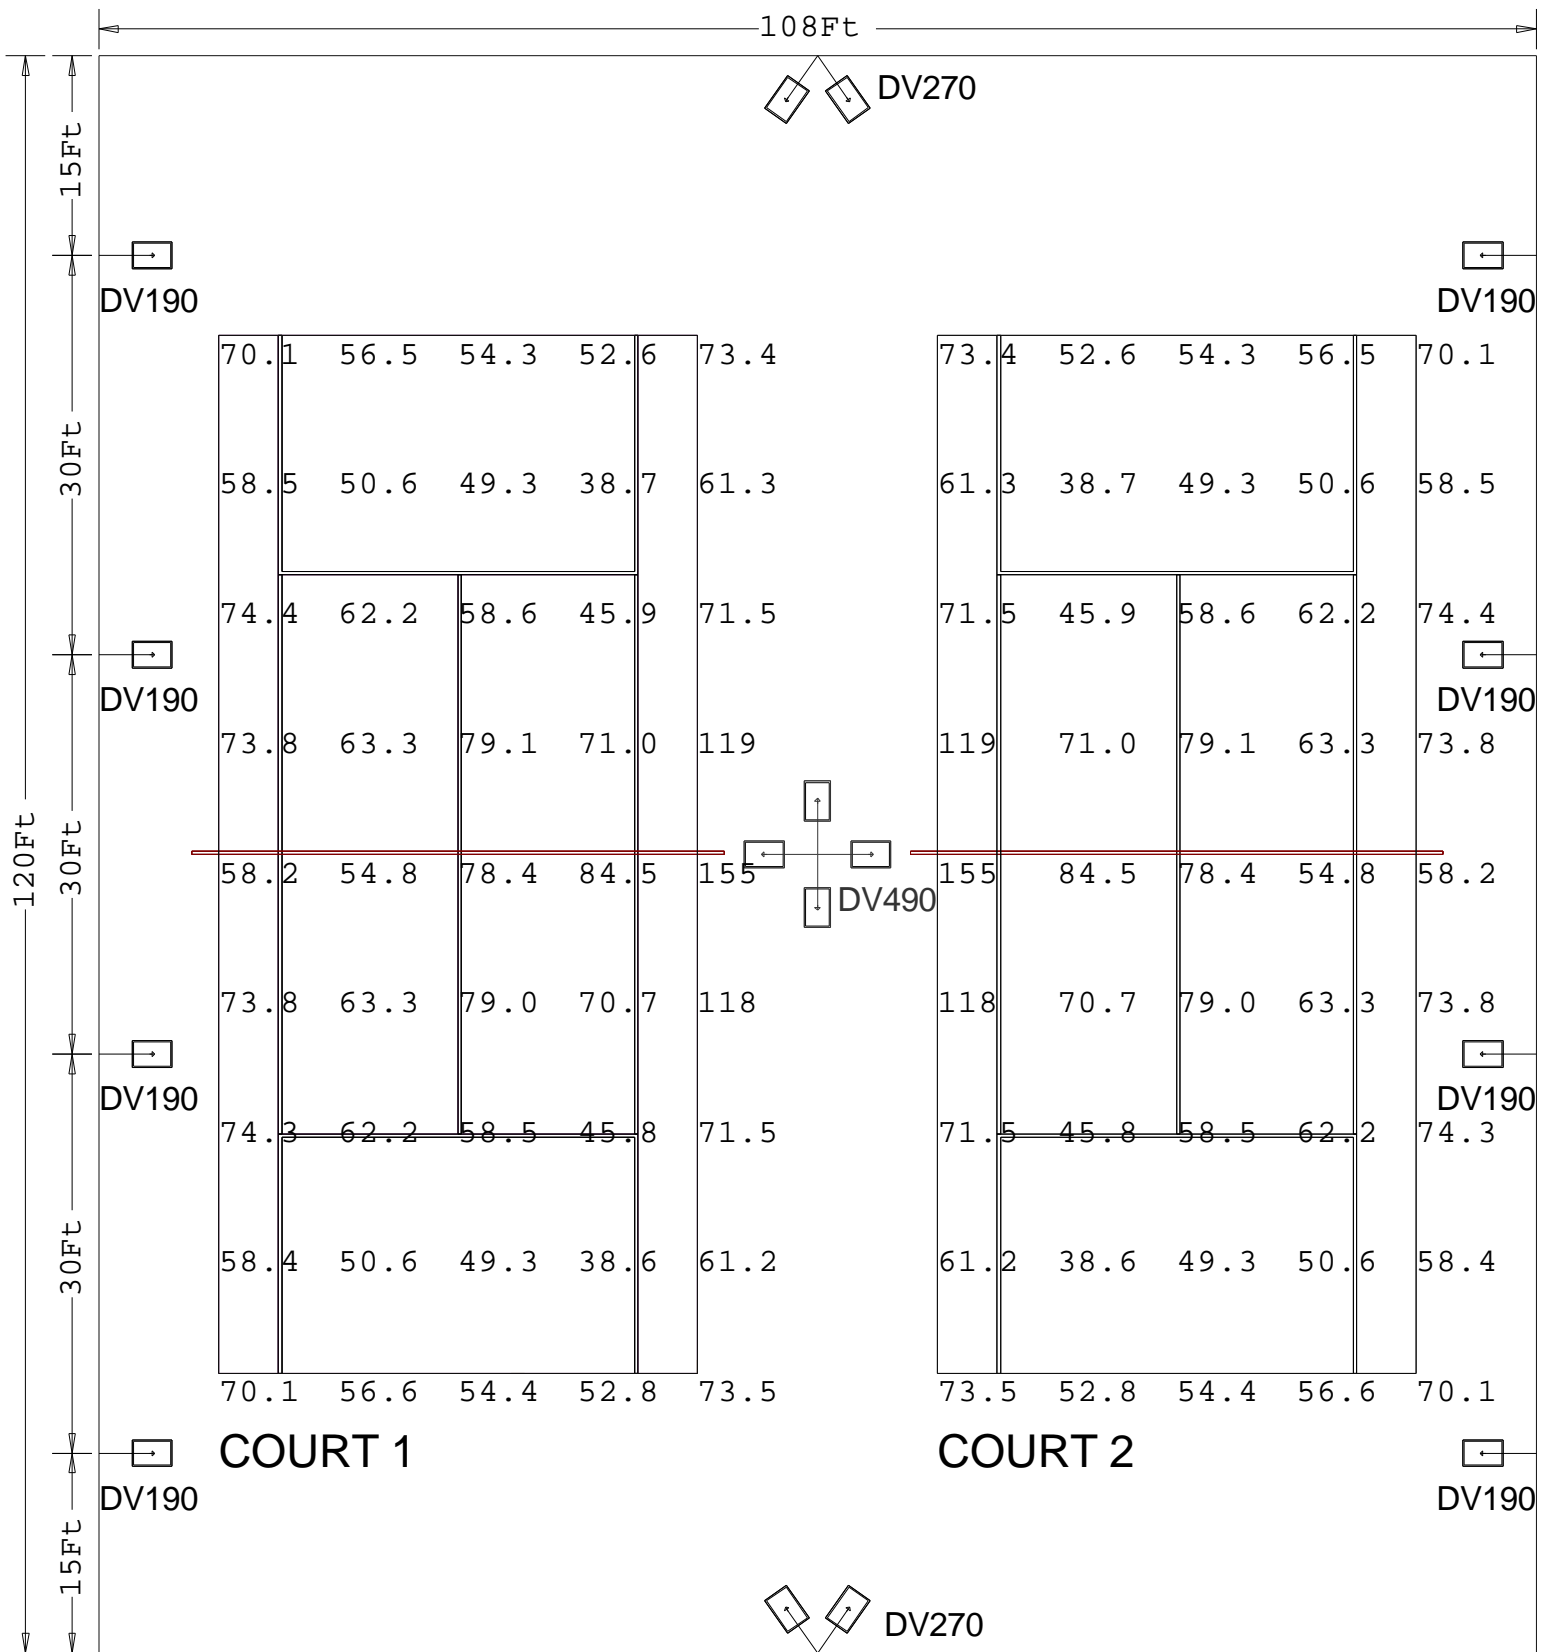 108Ft
DV270
15Ft
DV190 DV190
70.1 56.5 54.3 52.6 73.4 73.4 52.6 54.3 56.5 70.1
30Ft
58.5 50.6 49.3 38.7 61.3 61.3 38.7 49.3 50.6 58.5
74.4 62.2 58.6 45.9 71.5 71.5 45.9 58.6 62.2 74.4
DV190 DV190
73.8 63.3 79.1 71.0 119 119 71.0 79.1 63.3 73.8
120Ft 30Ft
58.2 54.8 78.4 84.5 155 155 84.5 78.4 54.8 58.2
DV490
73.8 63.3 79.0 70.7 118 118 70.7 79.0 63.3 73.8
DV190 DV190
74.3 62.2 58.5 45.8 71.5 71.5 45.8 58.5 62.2 74.3
30Ft
58.4 50.6 49.3 38.6 61.2 61.2 38.6 49.3 50.6 58.4
70.1 56.6 54.4 52.8 73.5 73.5 52.8 54.4 56.6 70.1
COURT 1 COURT 2
DV190 DV190
15Ft
DV270